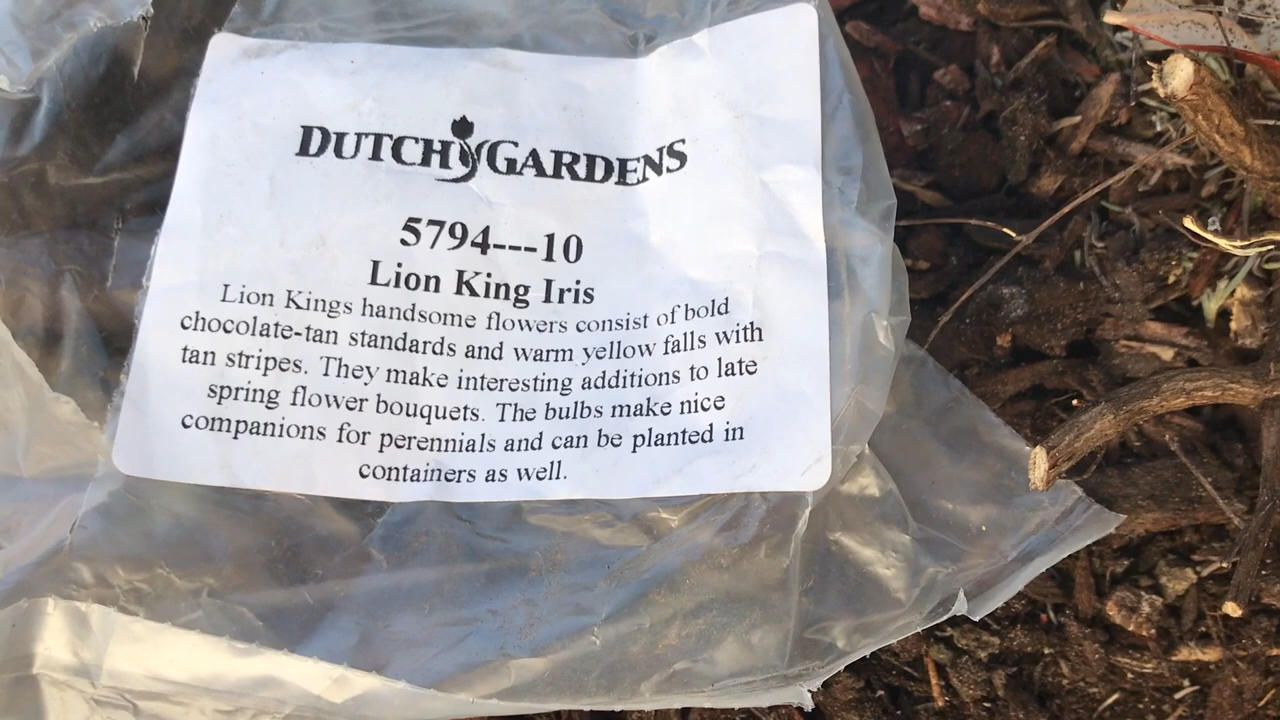 DUTCH GARDENS
5794---10
Lion King Iris
Lion Kings handsome flowers consist of bold
chocolate-tan standards and warm yellow falls with
tan stripes. They make interesting additions to late
spring flower bouquets. The bulbs make nice
companions for perennials and can be planted in
containers as well.